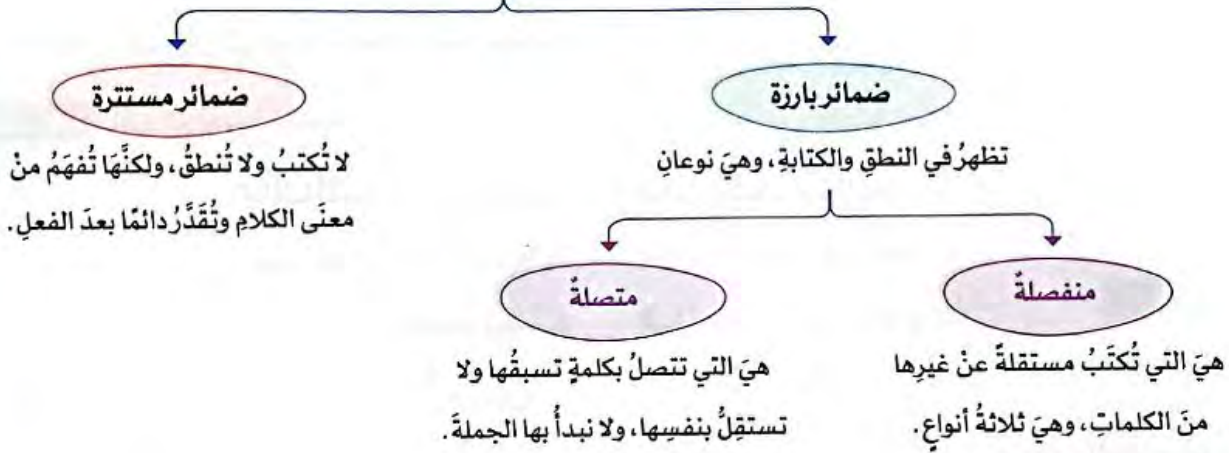 ضمائر بارزة
تظهرُ في النطقِ والكتابةِ، وهيَ نوعانِ
منفصلةٌ
هيَ التي تُكتَبُ مستقلةً عنْ غيرِها
منَ الكلماتِ، وهيَ ثلاثةُ أنواعٍ.
متصلةٌ
هيَ التي تتصلُ بكلمةٍ تسبقُها ولا
تستقِلُّ بنفسِها، ولا نبدأُ بها الجملةَ.
ضمائر مستترة
لا تُكتبُ ولا تُنطقُ، ولكنَّهَا تُفهَمُ منْ
معنَى الكلامِ وتُقَدَّرُ دائمًا بعدَ الفعلِ.